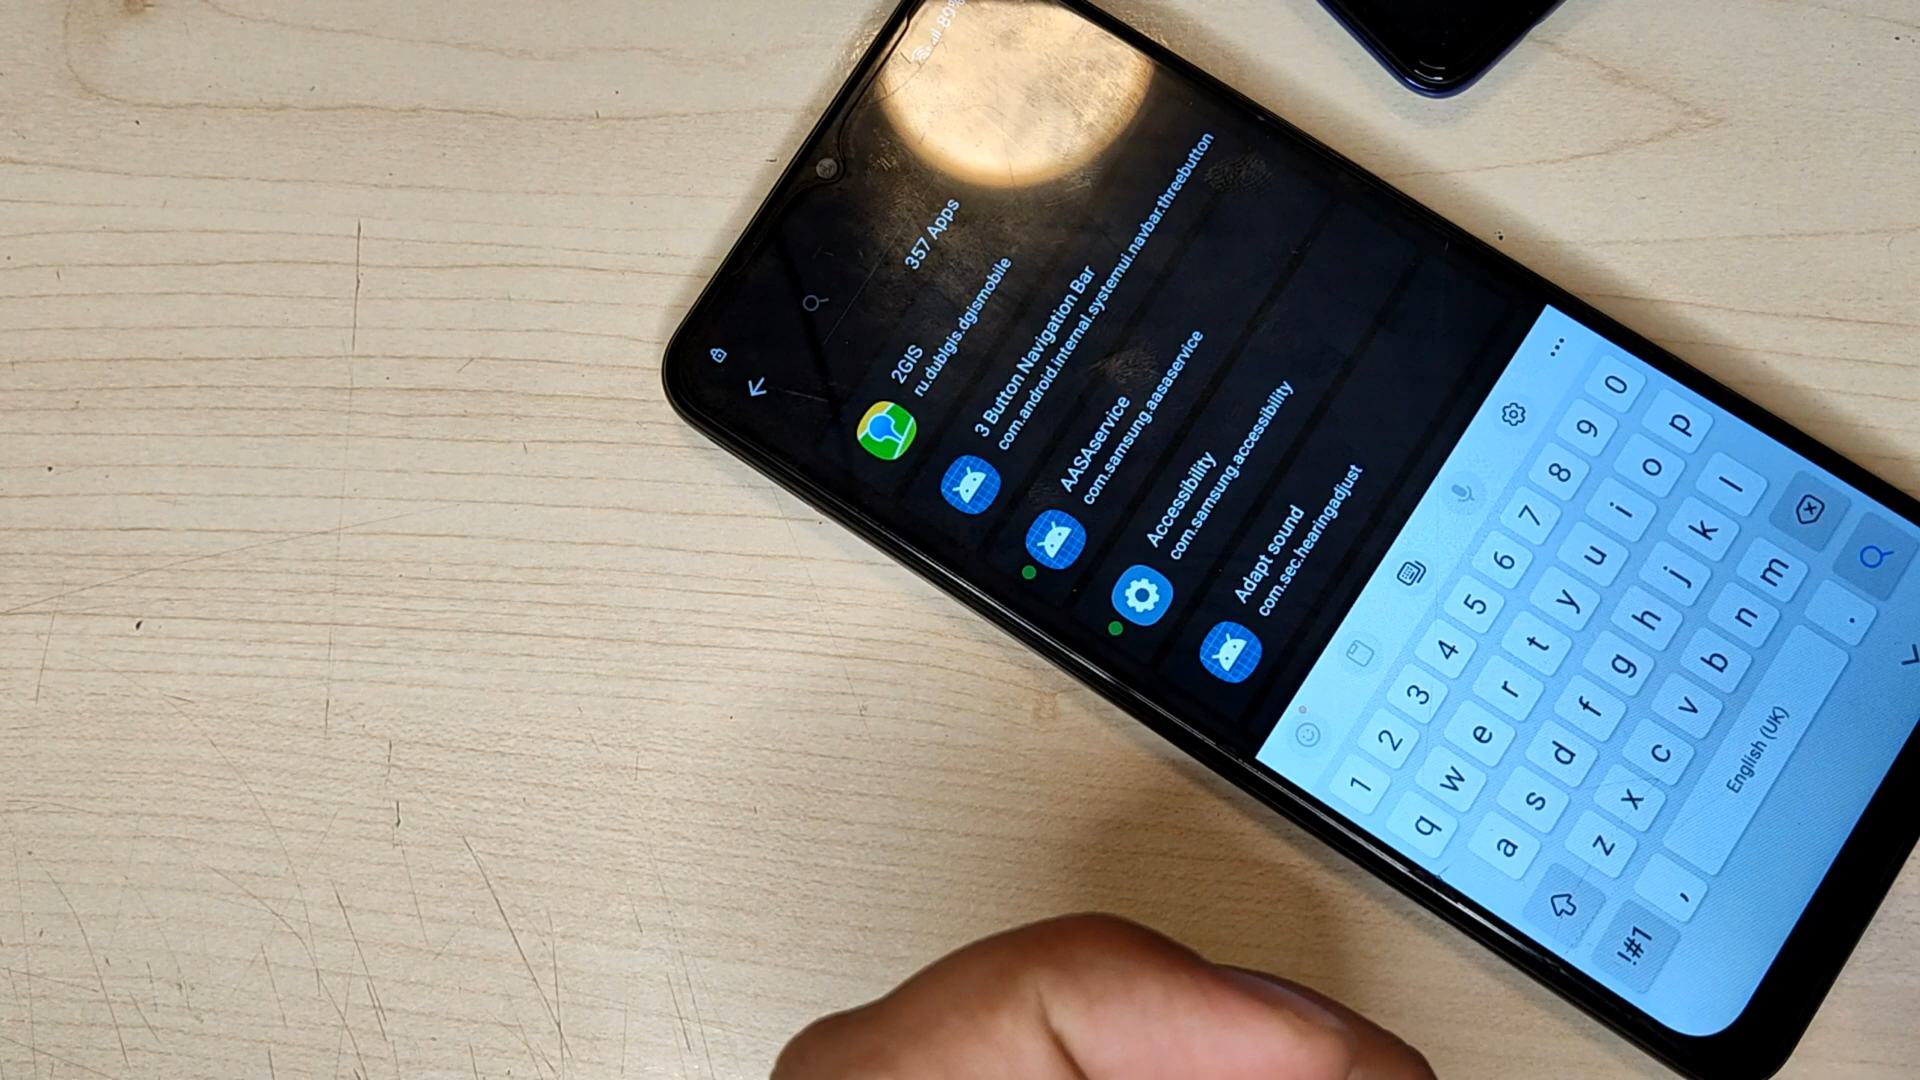 89%
357 Apps
2GIS
ru.dublgis.dgismobile
3 Button Navigation Bar
com.android.internal.systemui.navbar.threebutton
AASAservice
com.samsung.aasaservice
Accessibility
com.samsung.accessibility
Adapt sound
com.sec.hearingadjust
1 2 3 4 5 6 7 8 9 0
q w e r t y u i o p
a s d f g h j k l
z x c v b n m
!#1 , English (UK) .